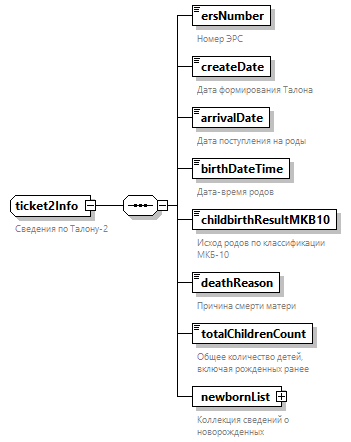 ersNumber
Номер ЭРС
createDate
Дата формирования Талона
arrivalDate
Дата поступления на роды
birthDateTime
Дата-время родов
ticket2Info
Сведения по Талону-2
childbirthResultMKB10
Исход родов по классификации
МКБ-10
deathReason
Причина смерти матери
totalChildrenCount
Общее количество детей,
включая рожденных ранее
newbornList
Коллекция сведений о
новорожденных